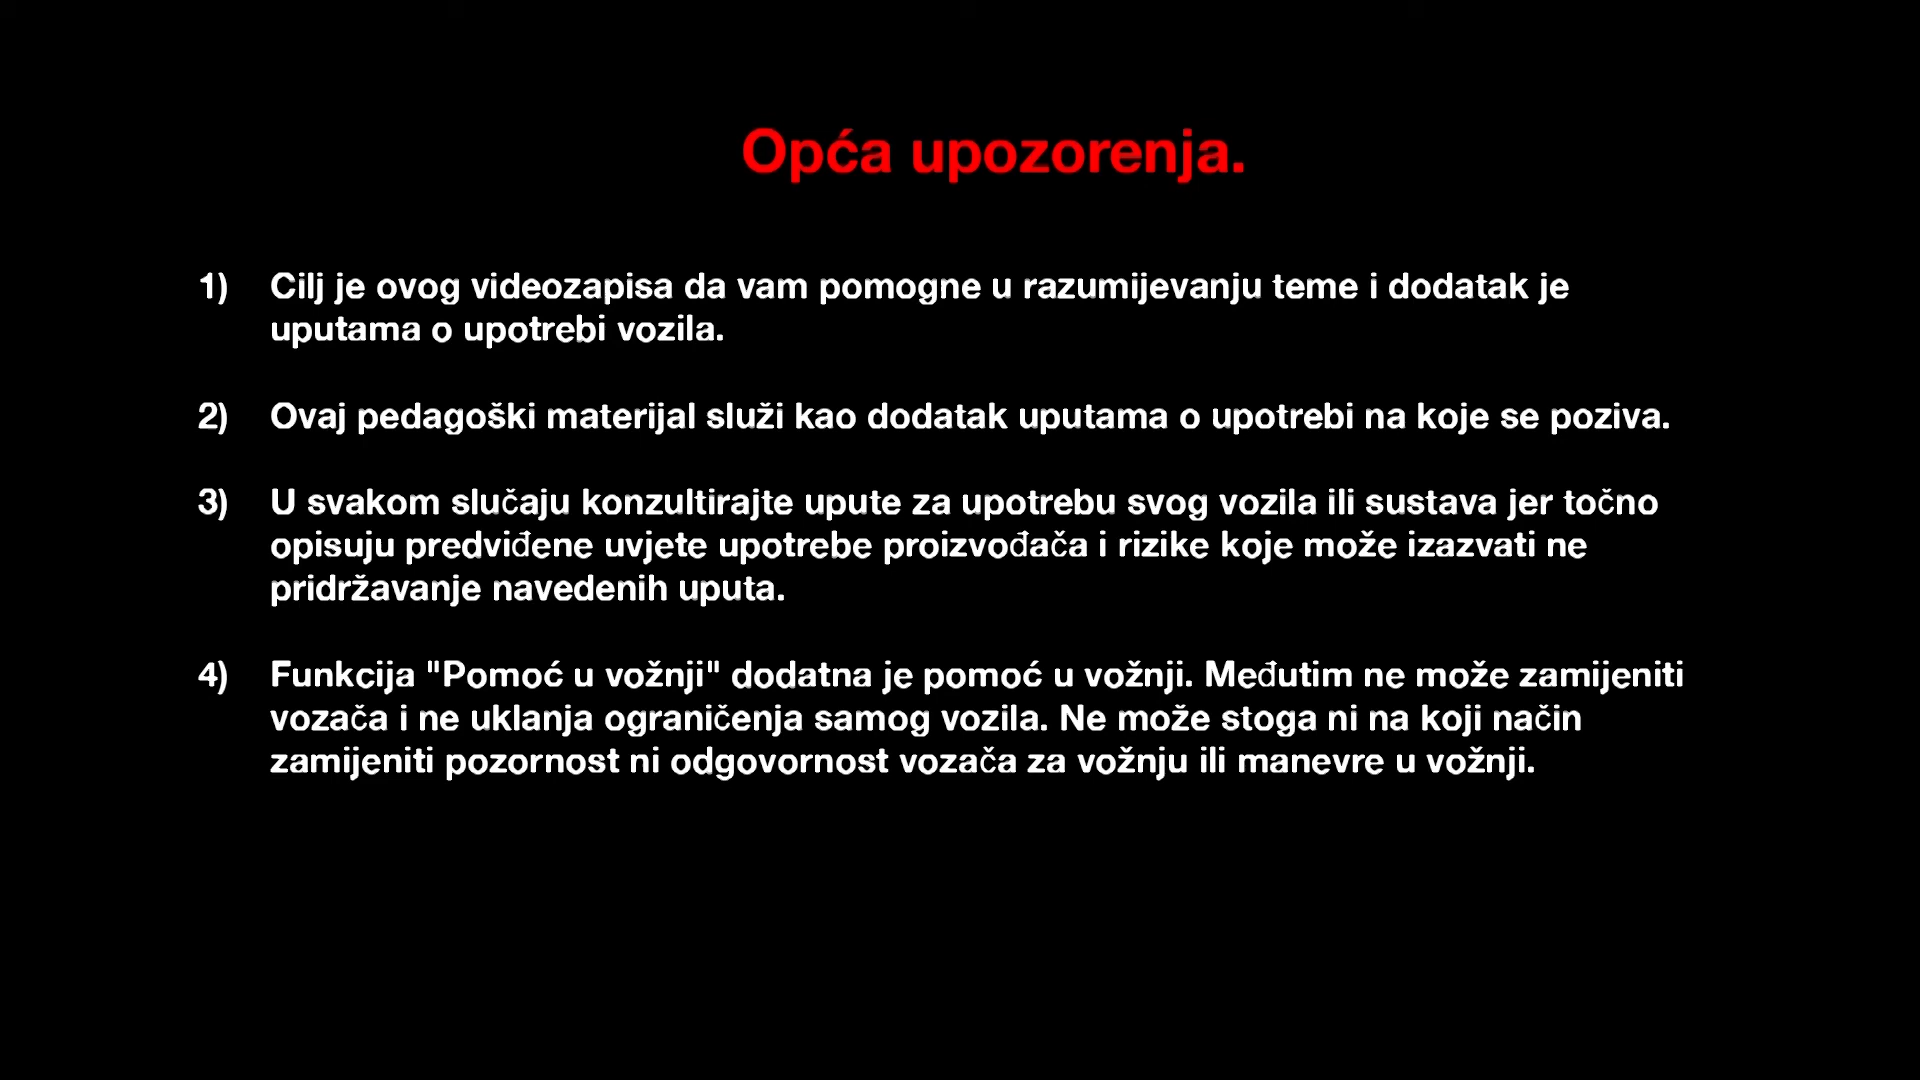 Opća upozorenja.
1) Cilj je ovog videozapisa da vam pomogne u razumijevanju teme i dodatak je
uputama o upotrebi vozila.
2) Ovaj pedagoški materijal služi kao dodatak uputama o upotrebi na koje se poziva.
3) U svakom slučaju konzultirajte upute za upotrebu svog vozila ili sustava jer točno
opisuju predviđene uvjete upotrebe proizvođača i rizike koje može izazvati ne
pridržavanje navedenih uputa.
4) Funkcija "Pomoć u vožnji" dodatna je pomoć u vožnji. Međutim ne može zamijeniti
vozača i ne uklanja ograničenja samog vozila. Ne može stoga ni na koji način
zamijeniti pozornost ni odgovornost vozača za vožnju ili manevre u vožnji.